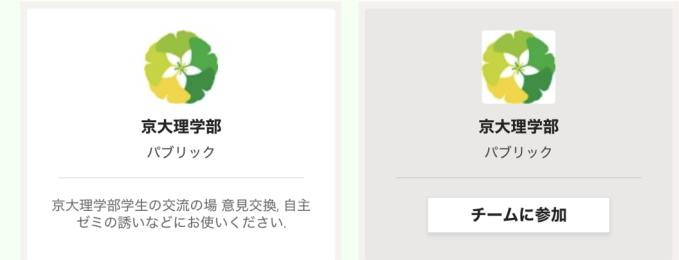 京大理学部
パブリック
京大理学部学生の交流の場 意見交換, 自主
ゼミの誘いなどにお使いください.
京大理学部
パブリック
チームに参加